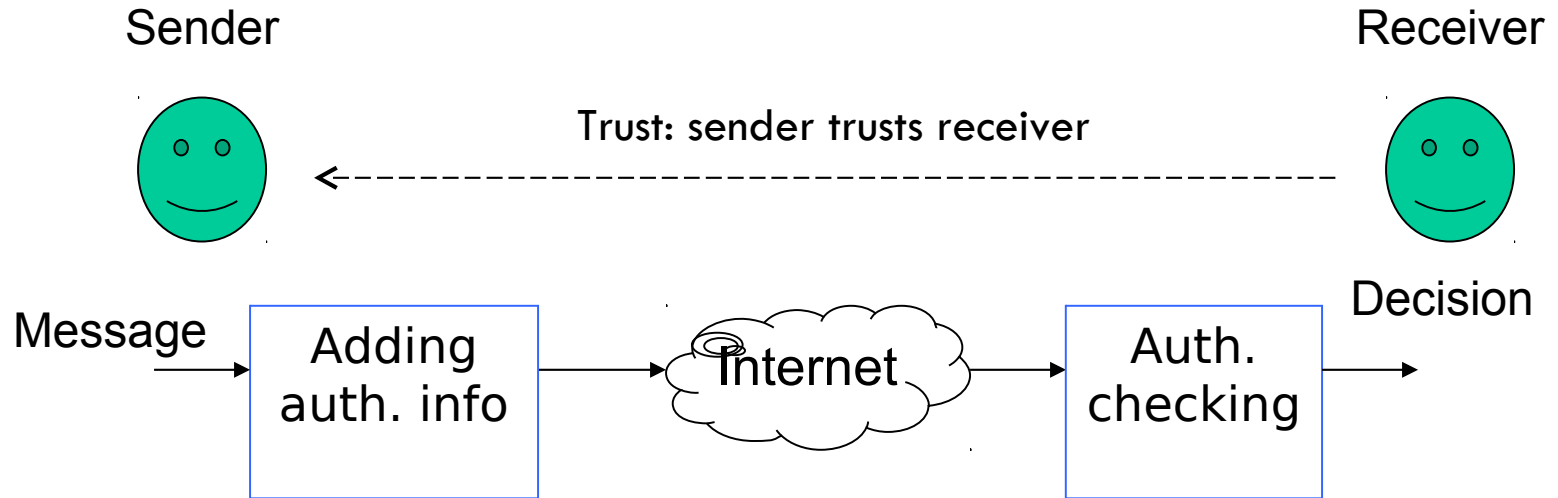 Sender
Receiver
Trust: sender trusts receiver
Message
Adding
auth. info
Internet
Auth.
checking
Decision